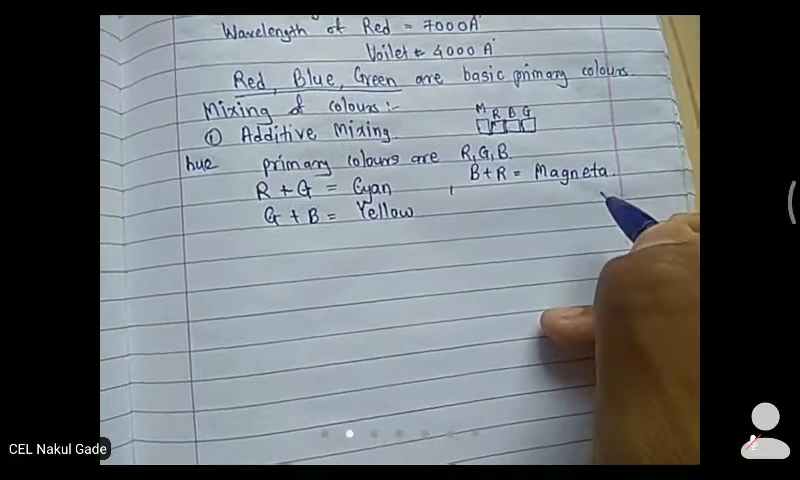 Wavelength of Red = 7000A°
Voilet = 4000 A°
Red, Blue, Green are basic primary colours.
Mixing of colours:-
① Additive Mixing
M R B G
hue primary colours are R, G, B
R + G = Cyan , B + R = Magneta.
G + B = Yellow
CEL Nakul Gade